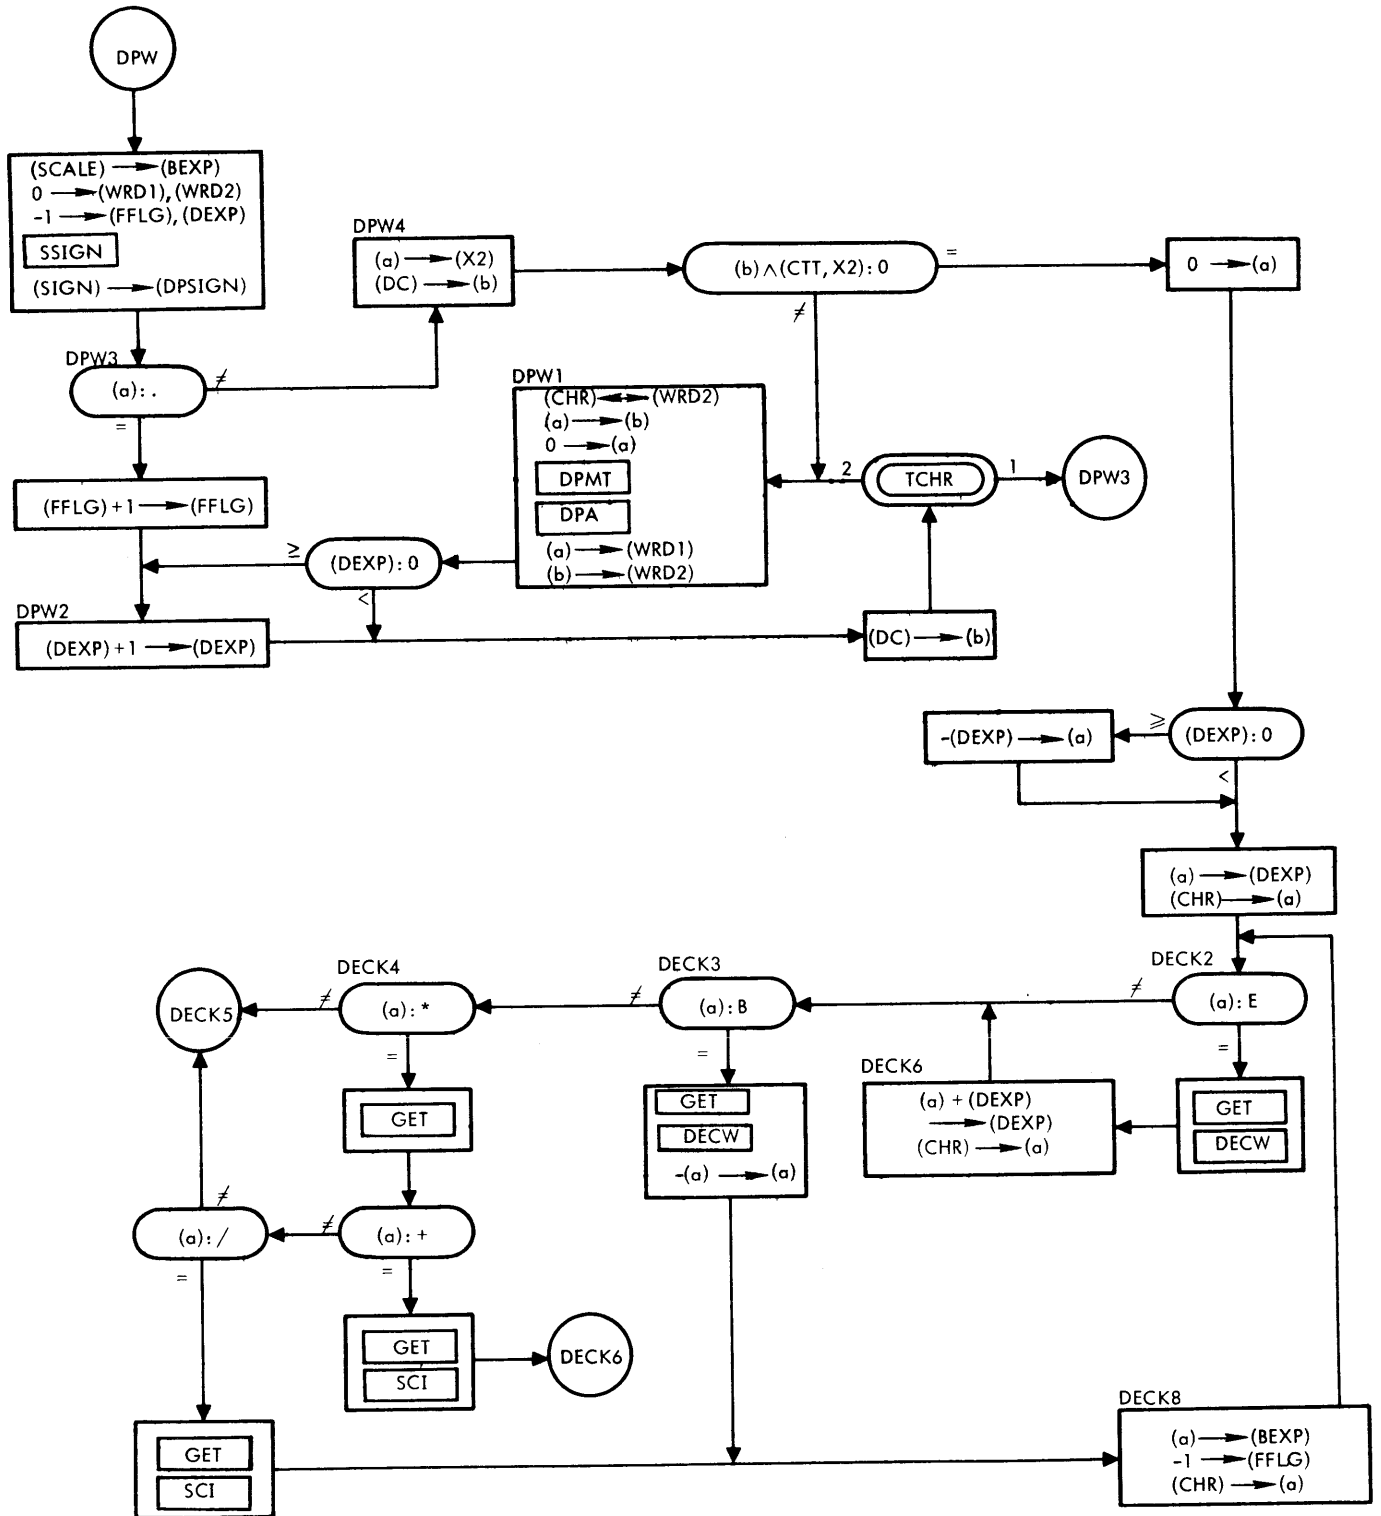 DPW
(SCALE) → (BEXP)
0 → (WRD1), (WRD2)
-1 → (FFLG), (DEXP)
SSIGN
(SIGN) → (DPSIGN)
DPW3
(a): .
≠
=
(FFLG)+1 → (FFLG)
DPW2
(DEXP)+1 → (DEXP)
DPW4
(a) → (X2)
(DC) → (b)
(b)∧(CTT, X2): 0
=
≠
0 → (a)
DPW1
(CHR) ↔ (WRD2)
(a) → (b)
0 → (a)
DPMT
DPA
(a) → (WRD1)
(b) → (WRD2)
2
TCHR
1
DPW3
≥
(DEXP): 0
<
(DC) → (b)
-(DEXP) → (a)
≥
(DEXP): 0
<
(a) → (DEXP)
(CHR) → (a)
DECK2
(a): E
≠
=
GET
DECW
DECK6
(a) + (DEXP)
→ (DEXP)
(CHR) → (a)
DECK3
(a): B
≠
=
GET
DECW
-(a) → (a)
DECK4
(a): *
≠
=
DECK5
GET
(a): +
≠
=
(a): /
≠
=
GET
SCI
DECK6
GET
SCI
DECK8
(a) → (BEXP)
-1 → (FFLG)
(CHR) → (a)